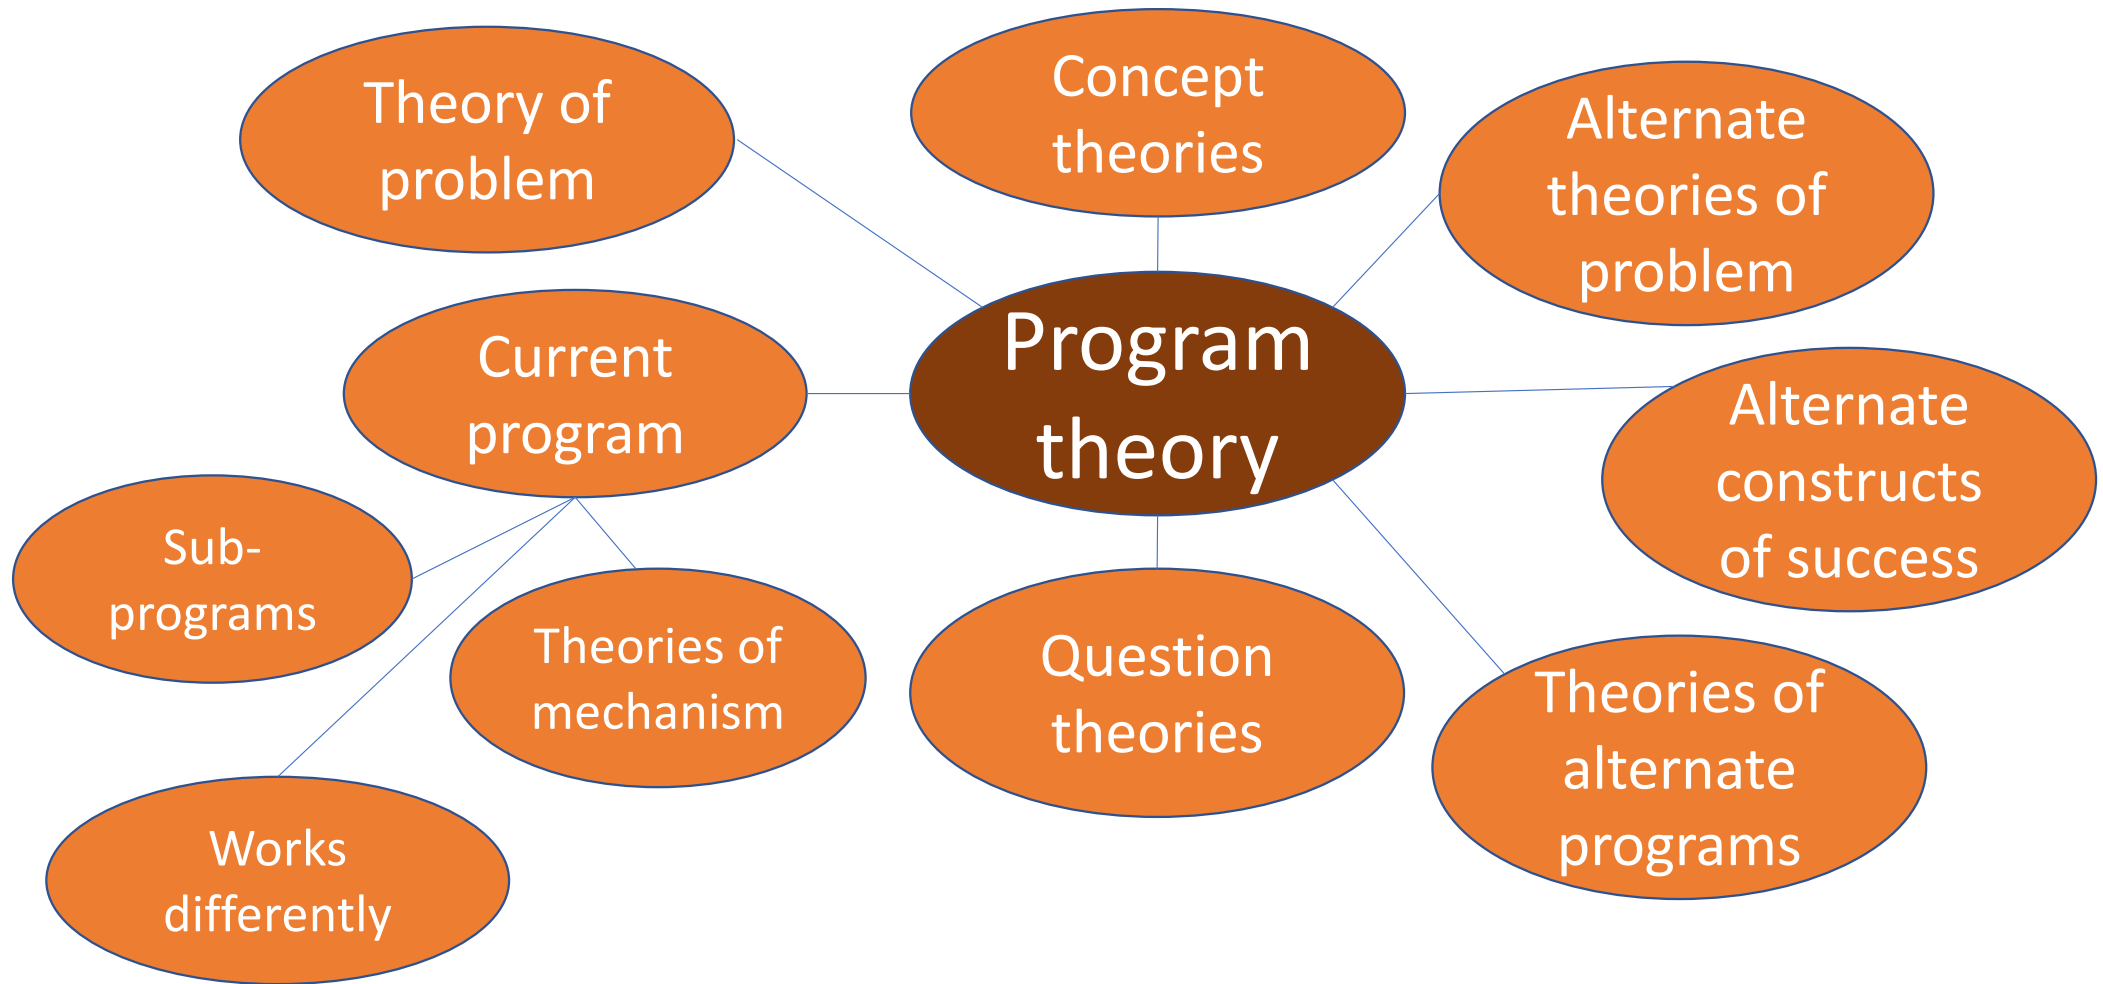 Theory of
problem
Concept
theories
Alternate
theories of
problem
Current
program
Program
theory
Alternate
constructs
of success
Sub-
programs
Theories of
mechanism
Question
theories
Theories of
alternate
programs
Works
differently